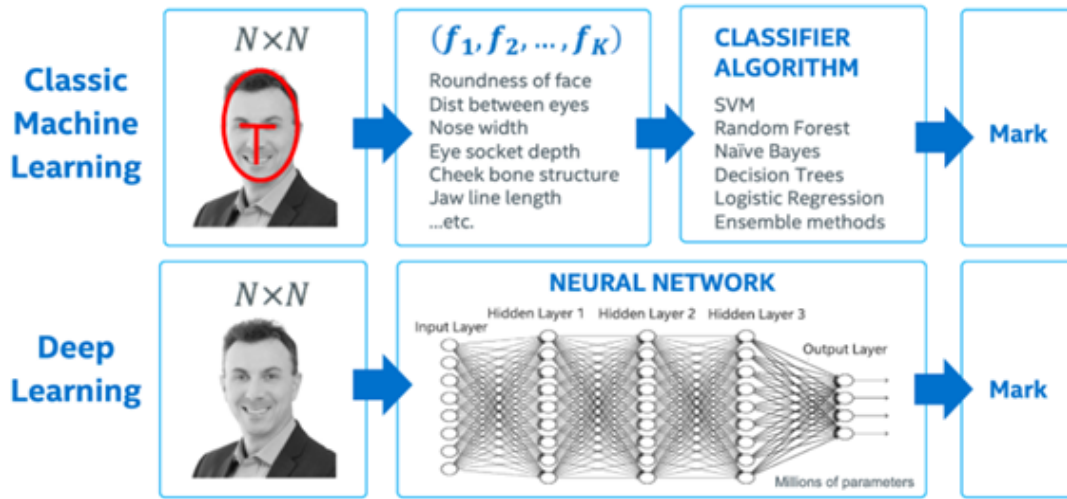 Classic
Machine
Learning
N×N
(f₁, f₂, ..., f_K)
Roundness of face
Dist between eyes
Nose width
Eye socket depth
Cheek bone structure
Jaw line length
...etc.
CLASSIFIER
ALGORITHM
SVM
Random Forest
Naïve Bayes
Decision Trees
Logistic Regression
Ensemble methods
Mark
Deep
Learning
N×N
NEURAL NETWORK
Input Layer
Hidden Layer 1
Hidden Layer 2
Hidden Layer 3
Output Layer
Millions of parameters
Mark